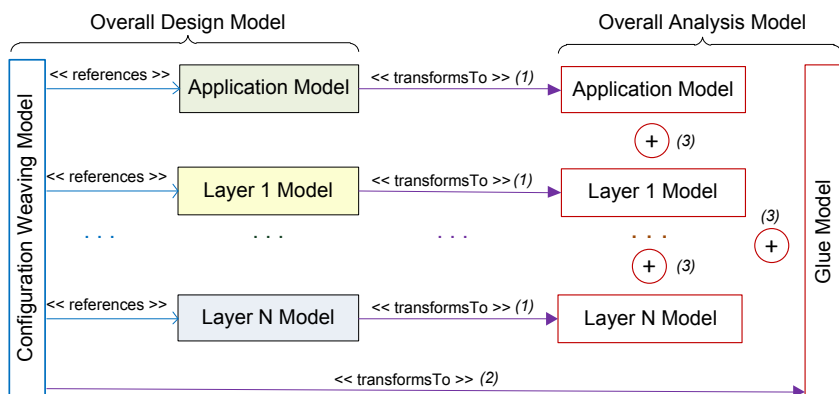 Overall Design Model
Overall Analysis Model
Configuration Weaving Model
<< references >>
Application Model
<< transformsTo >> (1)
Application Model
+
(3)
<< references >>
Layer 1 Model
<< transformsTo >> (1)
Layer 1 Model
(3)
+
. . .
. . .
. . .
. . .
+
(3)
<< references >>
Layer N Model
<< transformsTo >> (1)
Layer N Model
Glue Model
<< transformsTo >> (2)